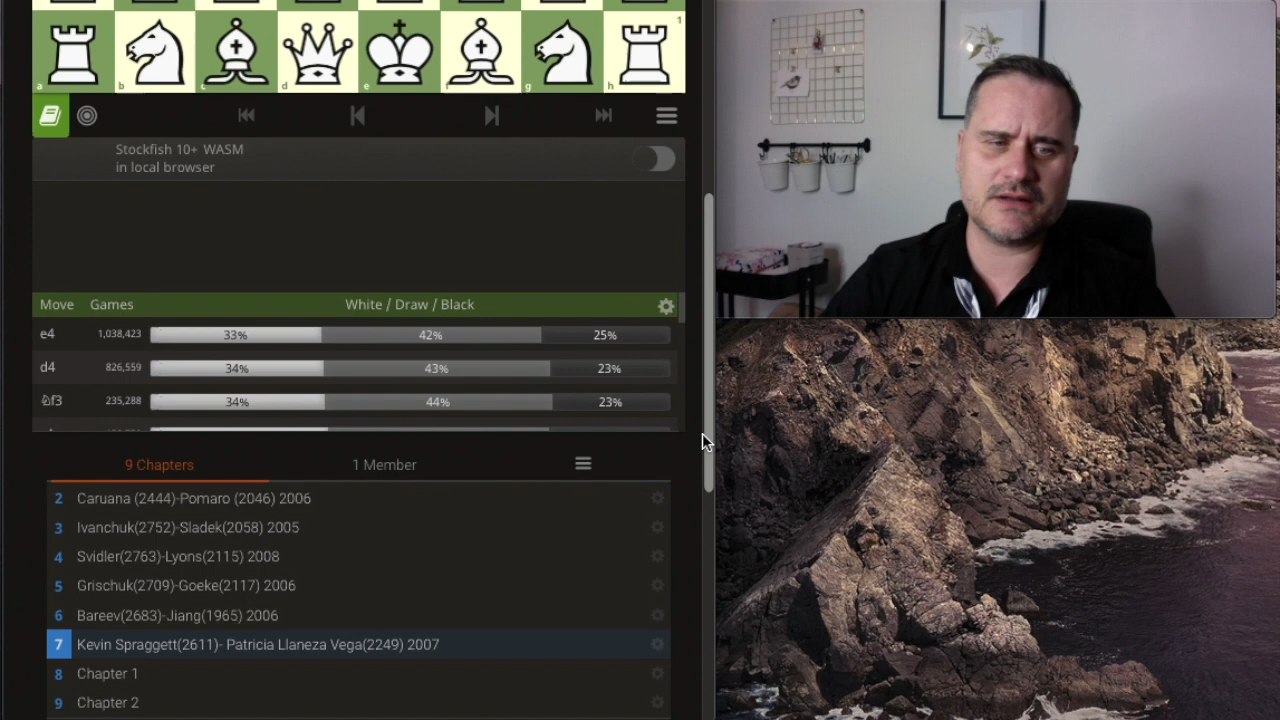 1
a b c d e f g h
Stockfish 10+ WASM
in local browser
Move Games White / Draw / Black
e4 1,038,423 33% 42% 25%
d4 826,559 34% 43% 23%
♘f3 235,288 34% 44% 23%
9 Chapters 1 Member
2 Caruana (2444)-Pomaro (2046) 2006
3 Ivanchuk(2752)-Sladek(2058) 2005
4 Svidler(2763)-Lyons(2115) 2008
5 Grischuk(2709)-Goeke(2117) 2006
6 Bareev(2683)-Jiang(1965) 2006
7 Kevin Spraggett(2611)- Patricia Llaneza Vega(2249) 2007
8 Chapter 1
9 Chapter 2